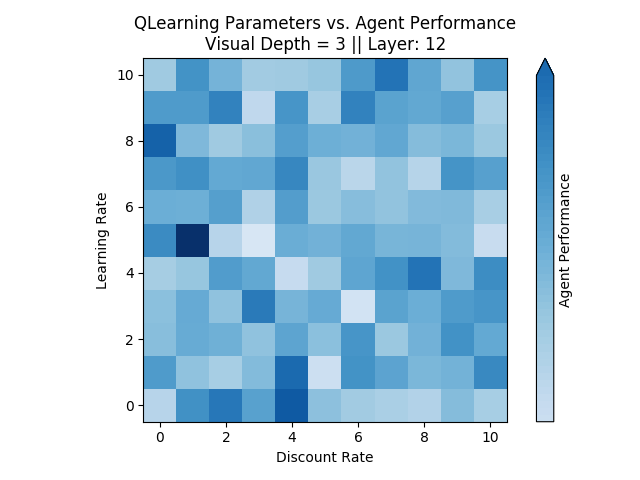 QLearning Parameters vs. Agent Performance
Visual Depth = 3 || Layer: 12
10
8
6
4
2
0
Learning Rate
0 2 4 6 8 10
Discount Rate
Agent Performance